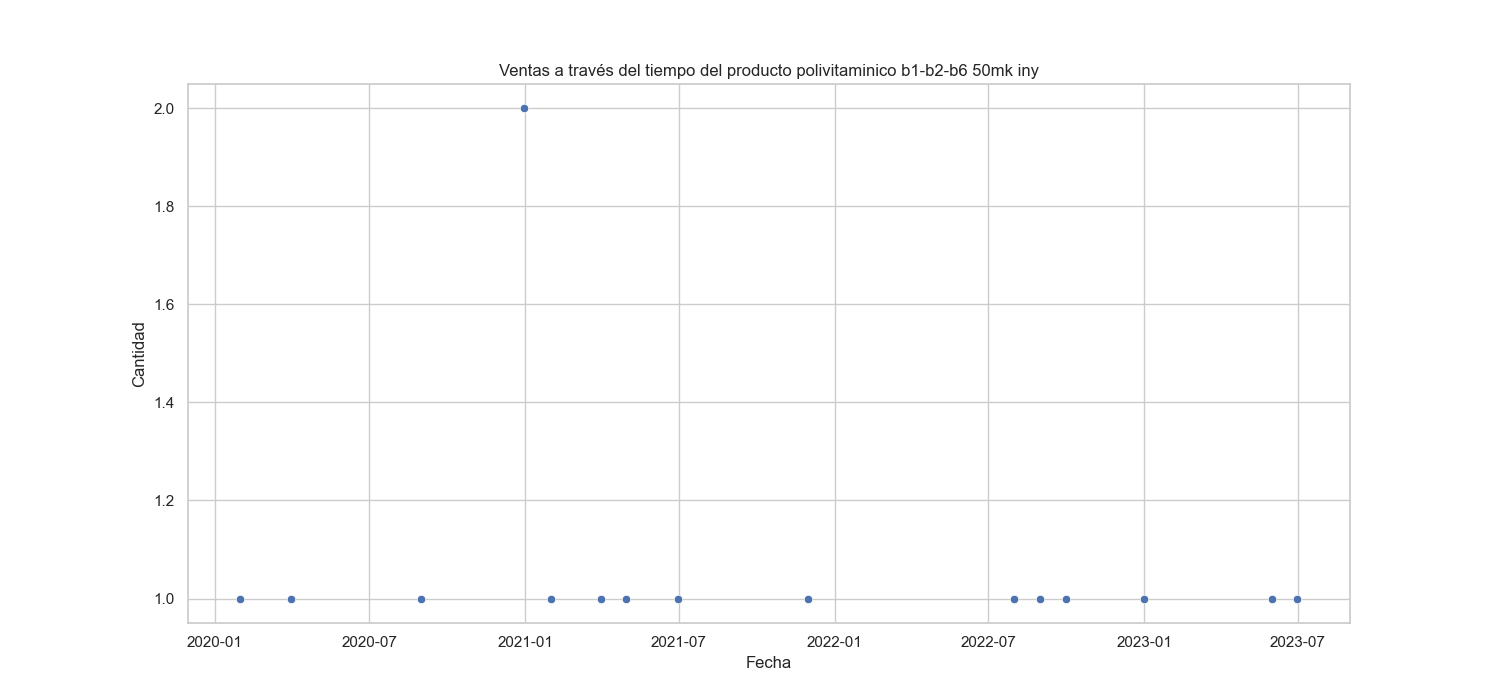 Ventas a través del tiempo del producto polivitaminico b1-b2-b6 50mk iny
2.0
1.8
1.6
1.4
1.2
1.0
Cantidad
2020-01 2020-07 2021-01 2021-07 2022-01 2022-07 2023-01 2023-07
Fecha